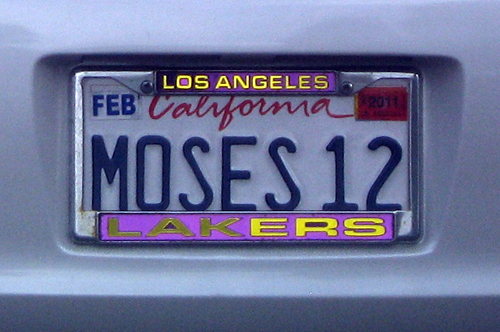 LOS ANGELES
FEB California 2011
MOSES 12
LAKERS